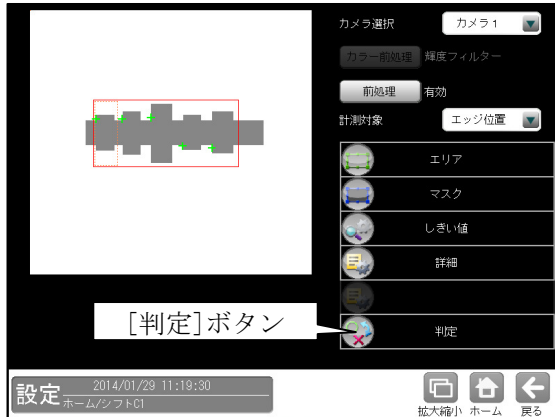 カメラ選択 カメラ1
カラー前処理 輝度フィルター
前処理 有効
計測対象 エッジ位置
エリア
マスク
しきい値
詳細
[判定]ボタン
判定
設定
2014/01/29 11:19:30
ホーム/シフトC1
拡大縮小 ホーム 戻る